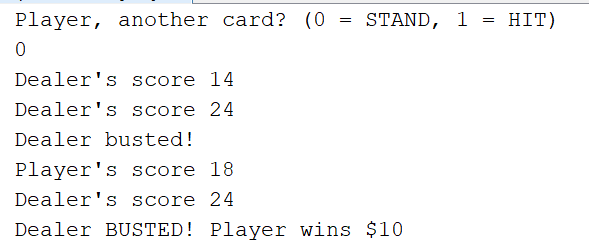 Player, another card? (0 = STAND, 1 = HIT)
0
Dealer's score 14
Dealer's score 24
Dealer busted!
Player's score 18
Dealer's score 24
Dealer BUSTED! Player wins $10